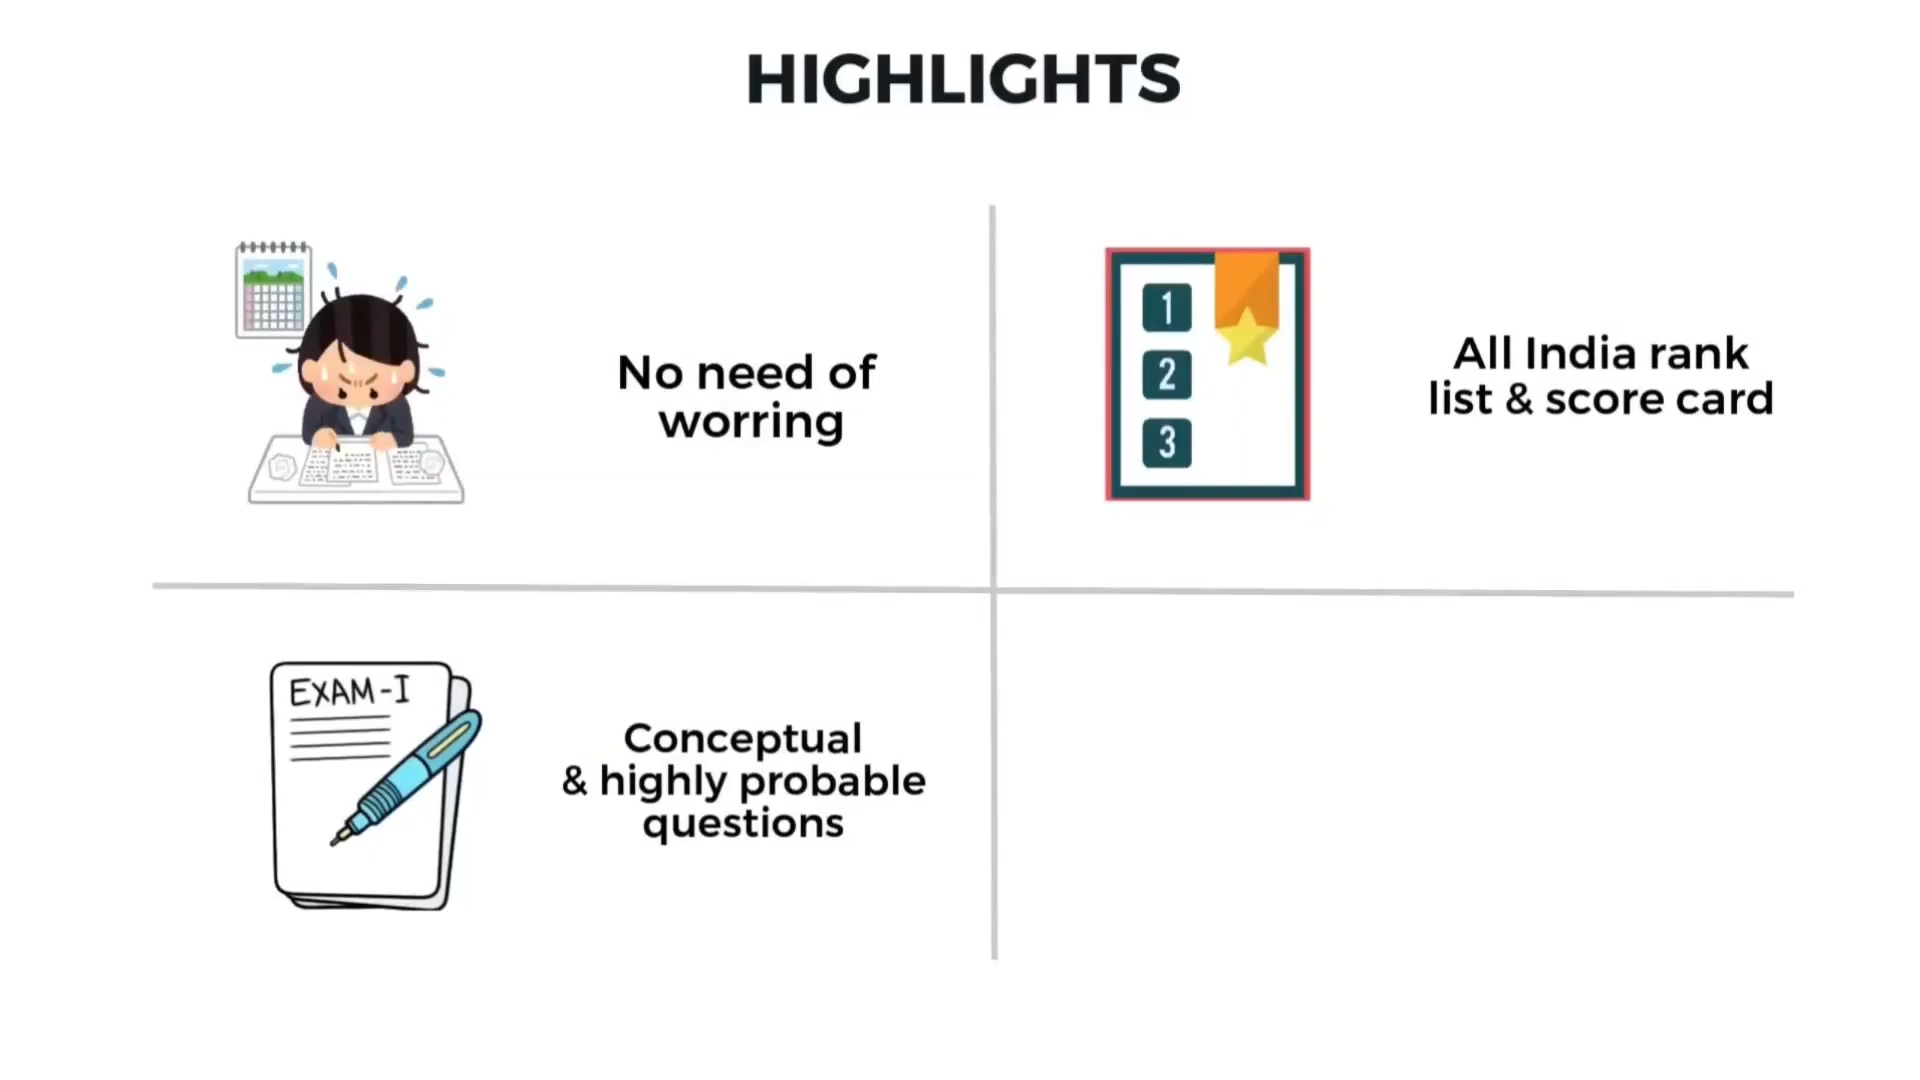 HIGHLIGHTS
No need of
worring
1
2
3
All India rank
list & score card
EXAM-I
Conceptual
& highly probable
questions